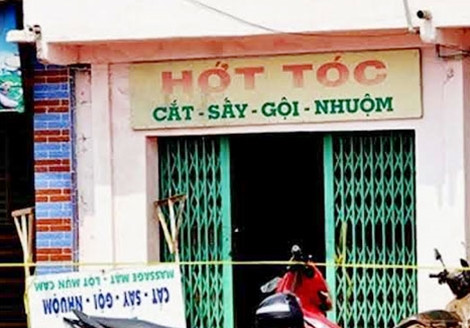 HỚT TÓC
CẮT - SẤY - GỘI - NHUỘM
CẮT - SẤY - GỘI - NHUỘM
MASSAGE MẶT - LỘT MỤN CÁM